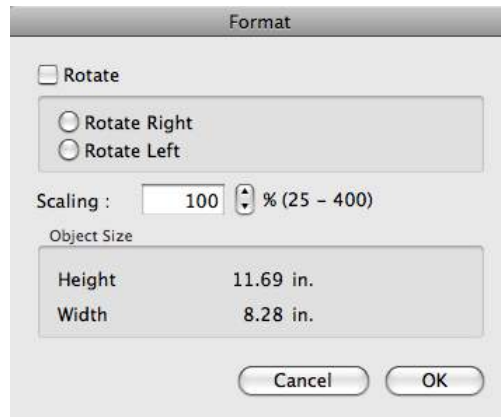 Format
Rotate
Rotate Right
Rotate Left
Scaling : 100 % (25 – 400)
Object Size
Height 11.69 in.
Width 8.28 in.
Cancel OK